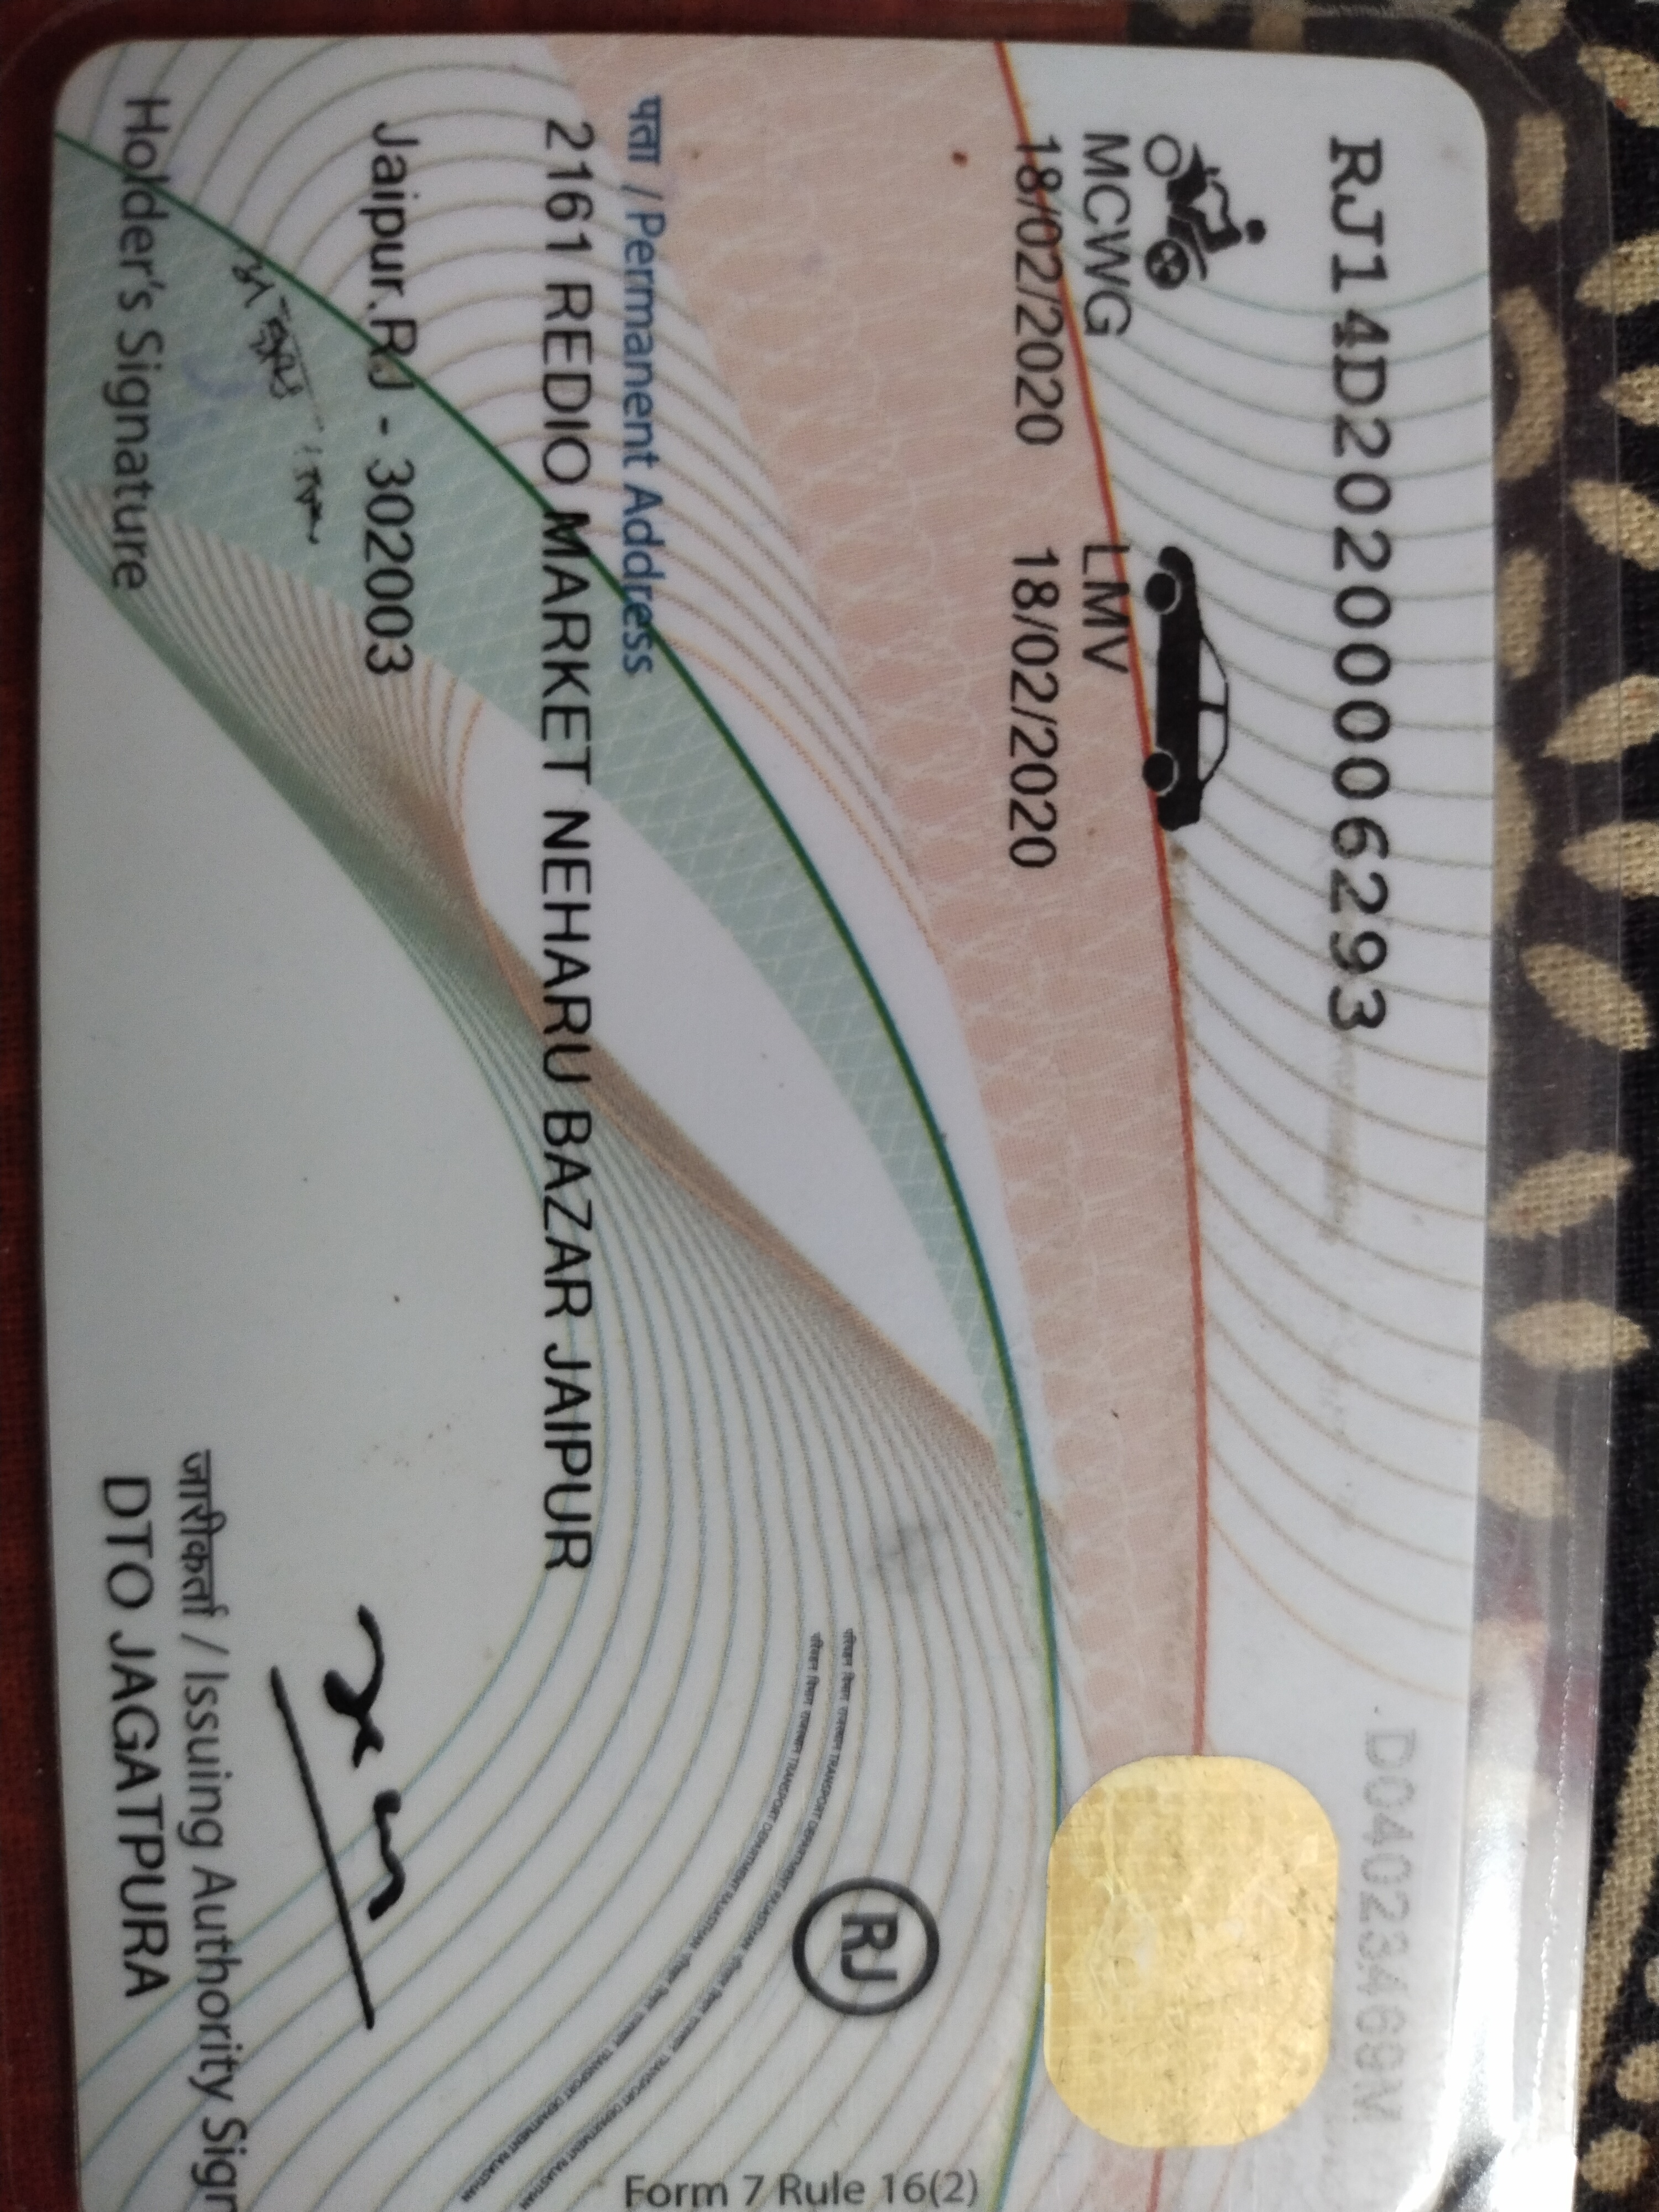 RJ14D20200006293
D04023469M
MCWG LMV
18/02/2020 18/02/2020
पता / Permanent Address
2161 REDIO MARKET NEHARU BAZAR JAIPUR
Jaipur,RJ - 302003
RJ
Holder's Signature
जारीकर्ता / Issuing Authority Sign
DTO JAGATPURA
Form 7 Rule 16(2)